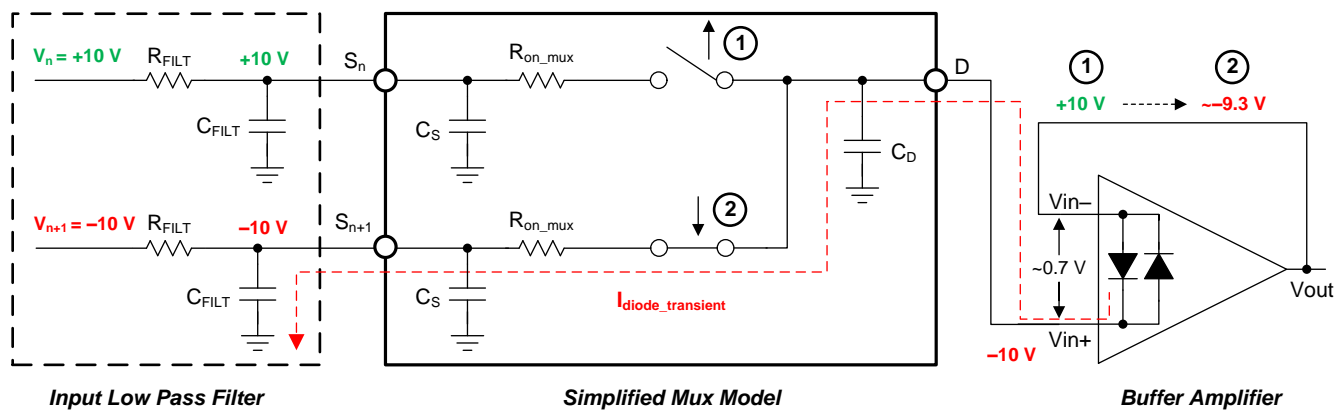 Vn = +10 V
RFILT
+10 V
Sn
Ron_mux
1
D
CFILT
CS
CD
Vn+1 = –10 V
RFILT
–10 V
Sn+1
Ron_mux
2
CFILT
CS
Idiode_transient
1
2
+10 V
~–9.3 V
Vin–
~0.7 V
Vin+
–10 V
Vout
Input Low Pass Filter
Simplified Mux Model
Buffer Amplifier